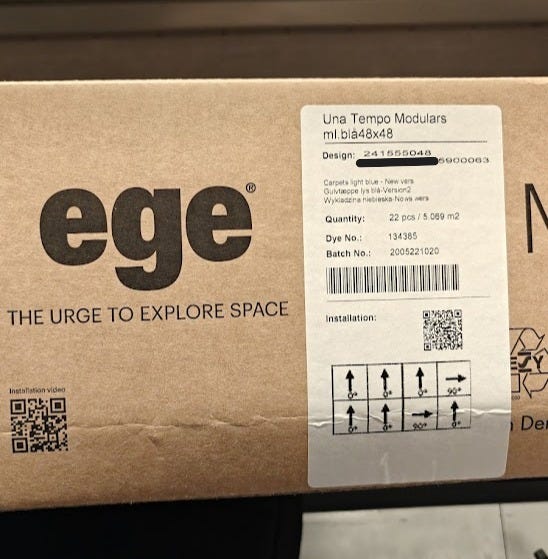 ege®
THE URGE TO EXPLORE SPACE
Installation video
Una Tempo Modulars
ml.blå48x48
Design: 241555048
5900063
Carpets light blue - New vers
Gulvtæppe lys blå-Version2
Wykladzina niebieska-Nowa wers
Quantity: 22 pcs / 5.069 m2
Dye No.: 134385
Batch No.: 2005221020
Installation:
0° 0° 0° 90°
0° 0° 90° 0°